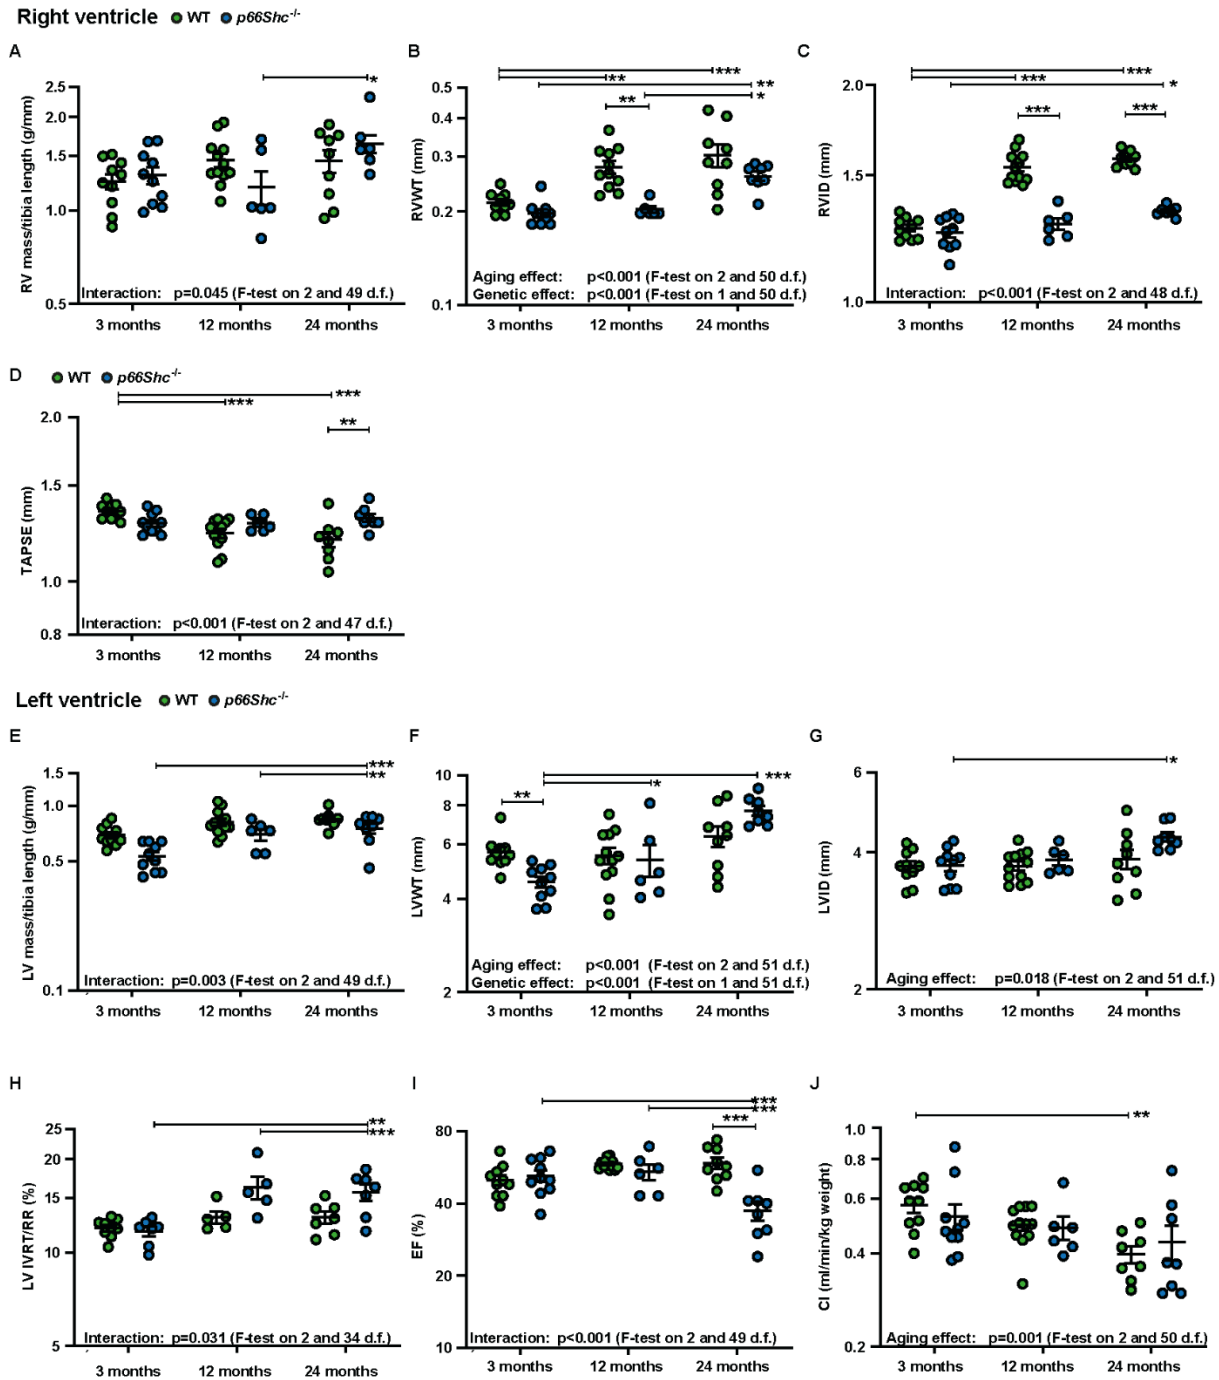 Right ventricle WT p66Shc-/-
A
RV mass/tibia length (g/mm)
2.5
2.0
1.5
1.0
0.5
*
Interaction: p=0.045 (F-test on 2 and 49 d.f.)
3 months 12 months 24 months
B
RVWT (mm)
0.5
0.4
0.3
0.2
0.1
***
**
**
*
**
Aging effect: p<0.001 (F-test on 2 and 50 d.f.)
Genetic effect: p<0.001 (F-test on 1 and 50 d.f.)
3 months 12 months 24 months
C
RVID (mm)
2.0
1.5
1.0
***
***
*
***
***
Interaction: p<0.001 (F-test on 2 and 48 d.f.)
3 months 12 months 24 months
D WT p66Shc-/-
TAPSE (mm)
2.0
1.5
1.0
0.8
***
***
**
Interaction: p<0.001 (F-test on 2 and 47 d.f.)
3 months 12 months 24 months
Left ventricle WT p66Shc-/-
E
LV mass/tibia length (g/mm)
1.5
1.0
0.5
0.1
***
**
Interaction: p=0.003 (F-test on 2 and 49 d.f.)
3 months 12 months 24 months
F
LVWT (mm)
10
8
6
4
2
***
*
**
Aging effect: p<0.001 (F-test on 2 and 51 d.f.)
Genetic effect: p<0.001 (F-test on 1 and 51 d.f.)
3 months 12 months 24 months
G
LVID (mm)
6
4
2
*
Aging effect: p=0.018 (F-test on 2 and 51 d.f.)
3 months 12 months 24 months
H
LV IVRT/RR (%)
25
20
15
10
5
**
***
Interaction: p=0.031 (F-test on 2 and 34 d.f.)
3 months 12 months 24 months
I
EF (%)
80
40
20
10
***
***
***
Interaction: p<0.001 (F-test on 2 and 49 d.f.)
3 months 12 months 24 months
J
CI (ml/min/kg weight)
1.0
0.8
0.6
0.4
0.2
**
Aging effect: p=0.001 (F-test on 2 and 50 d.f.)
3 months 12 months 24 months